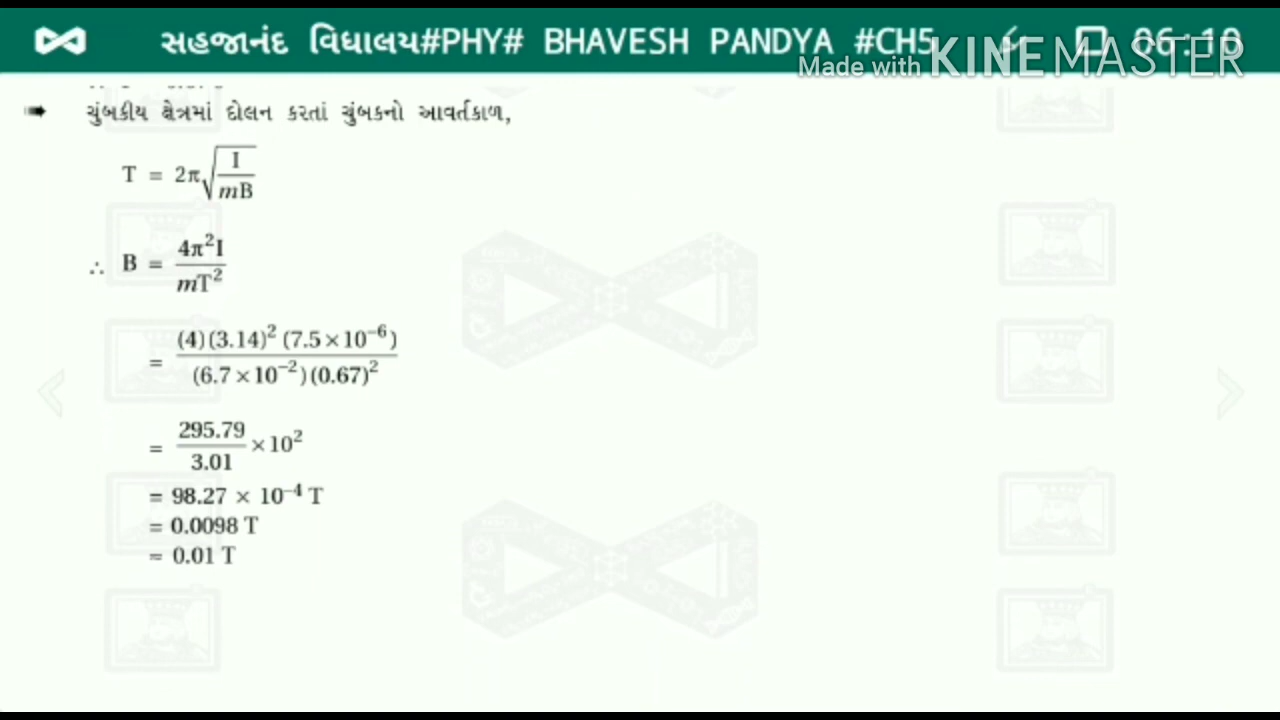 સહજાનંદ વિધાલય#PHY# BHAVESH PANDYA #CH5 06:10
Made with KINEMASTER
➠ ચુંબકીય ક્ષેત્રમાં દોલન કરતાં ચુંબકનો આવર્તકાળ,
T = 2π√(I/mB)
∴ B = 4π²I/mT²
= (4)(3.14)² (7.5×10⁻⁶)/(6.7×10⁻²)(0.67)²
= 295.79/3.01 ×10²
= 98.27 × 10⁻⁴ T
= 0.0098 T
≈ 0.01 T